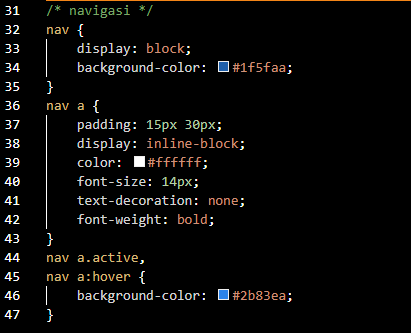 31 /* navigasi */
32 nav {
33     display: block;
34     background-color: #1f5faa;
35 }
36 nav a {
37     padding: 15px 30px;
38     display: inline-block;
39     color: #ffffff;
40     font-size: 14px;
41     text-decoration: none;
42     font-weight: bold;
43 }
44 nav a.active,
45 nav a:hover {
46     background-color: #2b83ea;
47 }